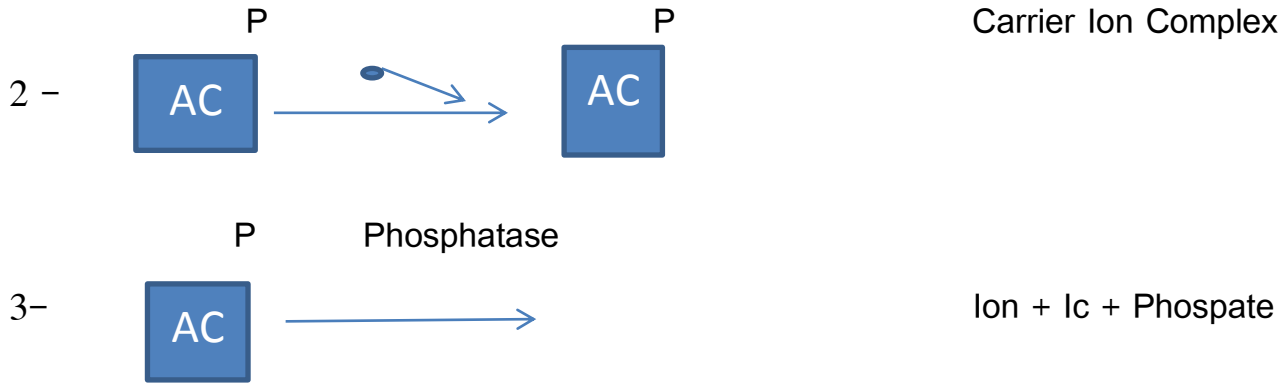 P P Carrier Ion Complex
2 – AC AC
P Phosphatase
3– AC Ion + Ic + Phospate